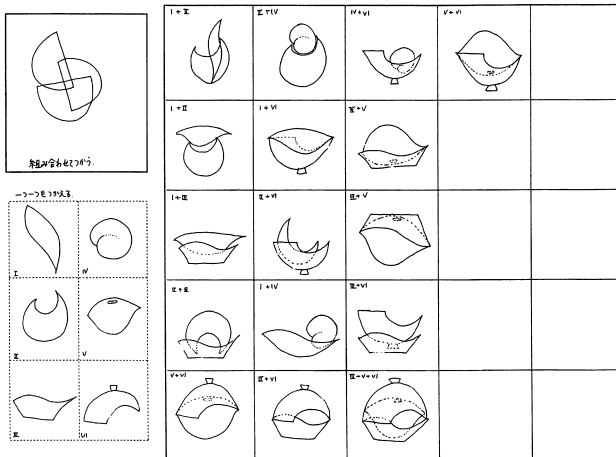 組み合わせてつかう.
一つ一つもつかえる.
I
IV
II
V
III
VI
I + II
II + IV
IV + VI
V + VI
I + II
I + VI
III + V
I + III
II + VI
III + V
II + III
I + IV
III + VI
V + VI
III + VI
III + V + VI